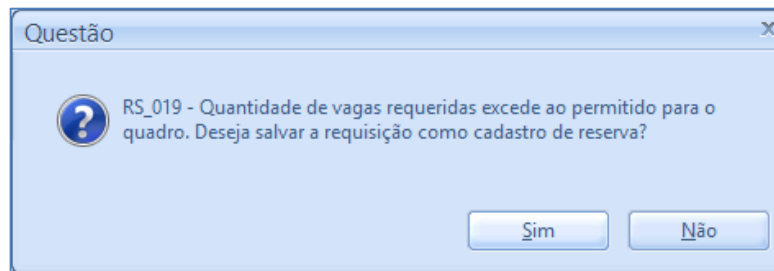 Questão
RS_019 - Quantidade de vagas requeridas excede ao permitido para o
quadro. Deseja salvar a requisição como cadastro de reserva?
Sim
Não